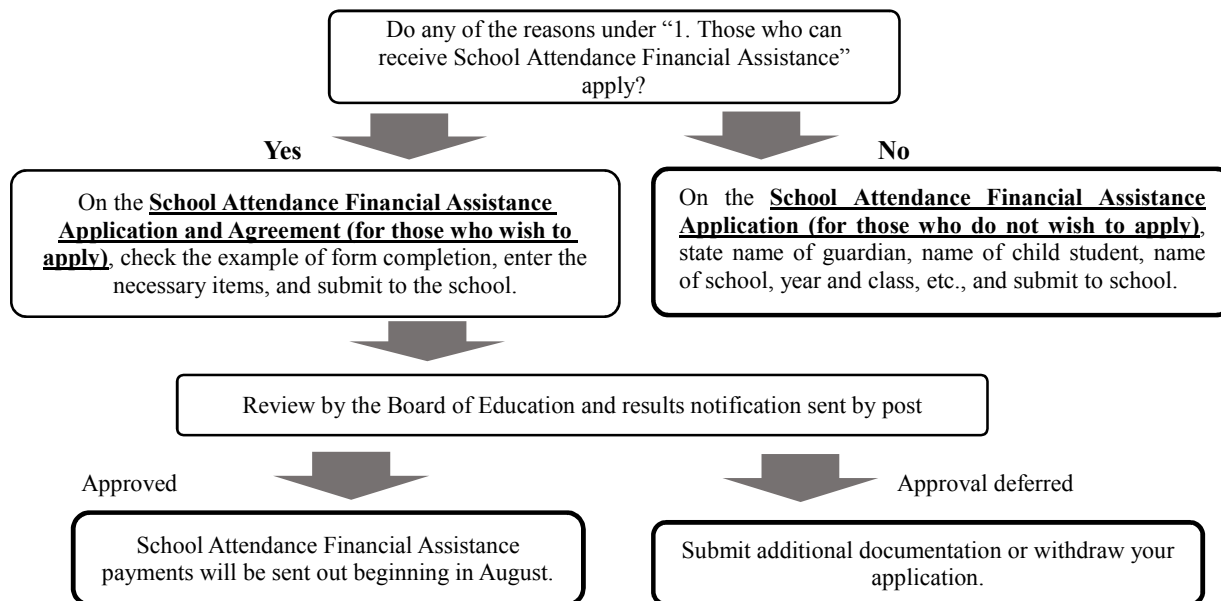 Do any of the reasons under “1. Those who can
receive School Attendance Financial Assistance”
apply?
Yes
No
On the School Attendance Financial Assistance
Application and Agreement (for those who wish to
apply), check the example of form completion, enter the
necessary items, and submit to the school.
On the School Attendance Financial Assistance
Application (for those who do not wish to apply),
state name of guardian, name of child student, name
of school, year and class, etc., and submit to school.
Review by the Board of Education and results notification sent by post
Approved
Approval deferred
School Attendance Financial Assistance
payments will be sent out beginning in August.
Submit additional documentation or withdraw your
application.